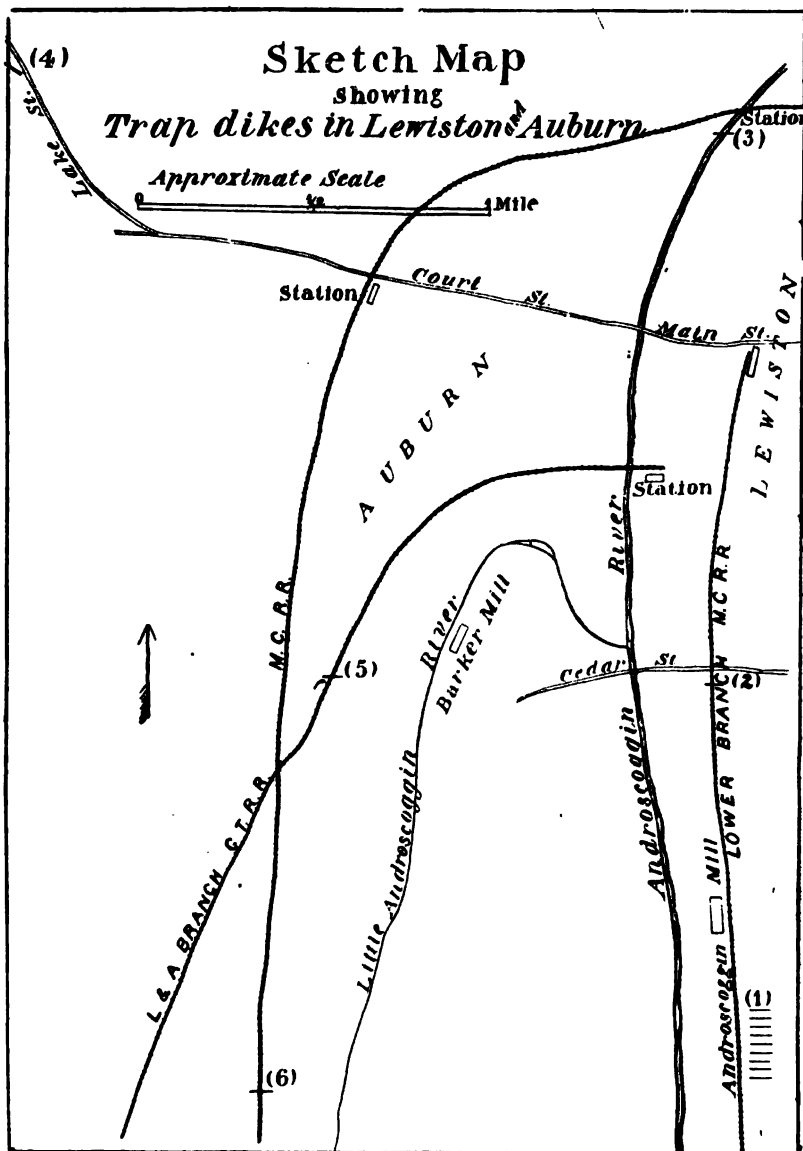 Sketch Map
showing
Trap dikes in Lewiston and Auburn
(4)
Lake St.
Approximate Scale
0 ½ 1 Mile
Station
(3)
Station
Court St.
Main St.
LEWISTON
AUBURN
Station
River
M.C.R.R.
River
Barker Mill
(5)
Cedar St
(2)
LOWER BRANCH M.C.R.R
Androscoggin
L & A BRANCH G.T.R.R.
Little Androscoggin
Androscoggin Mill
(1)
(6)